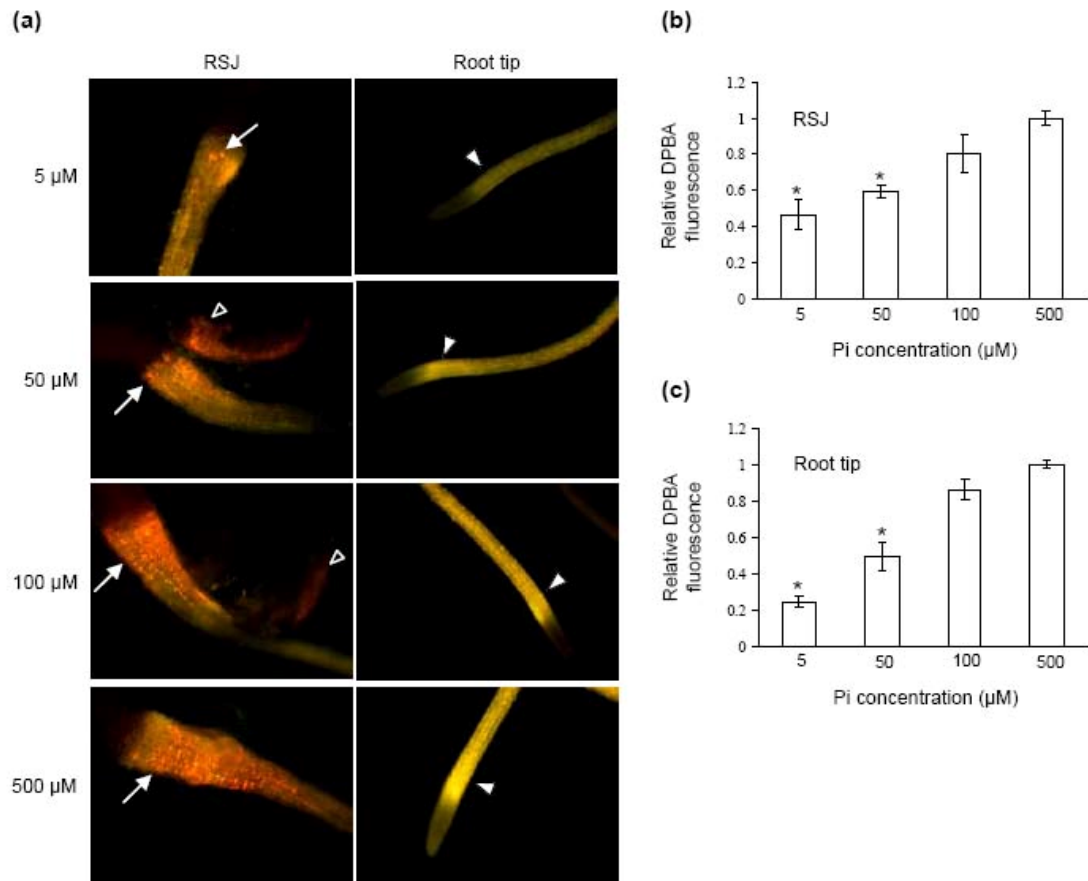 (a)
RSJ
Root tip
5 µM
50 µM
100 µM
500 µM
(b)
1.2
1
0.8
0.6
0.4
0.2
0
RSJ
*
*
Relative DPBA
fluorescence
5
50
100
500
Pi concentration (µM)
(c)
1.2
1
0.8
0.6
0.4
0.2
0
Root tip
*
*
Relative DPBA
fluorescence
5
50
100
500
Pi concentration (µM)